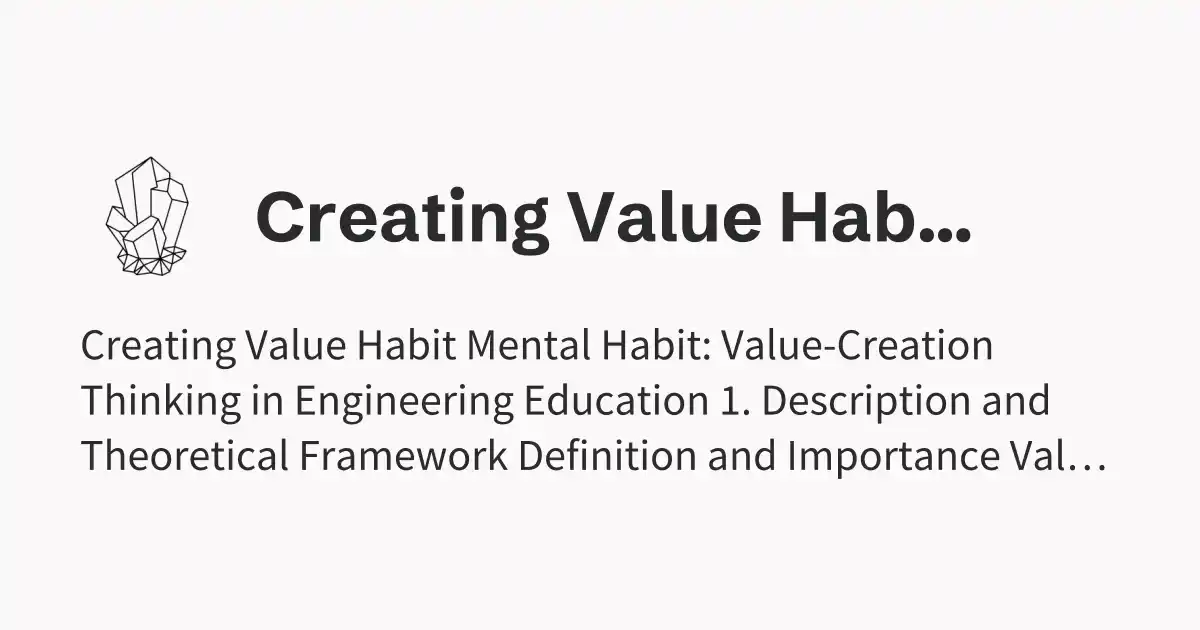 Creating Value Hab...
Creating Value Habit Mental Habit: Value-Creation
Thinking in Engineering Education 1. Description and
Theoretical Framework Definition and Importance Val…